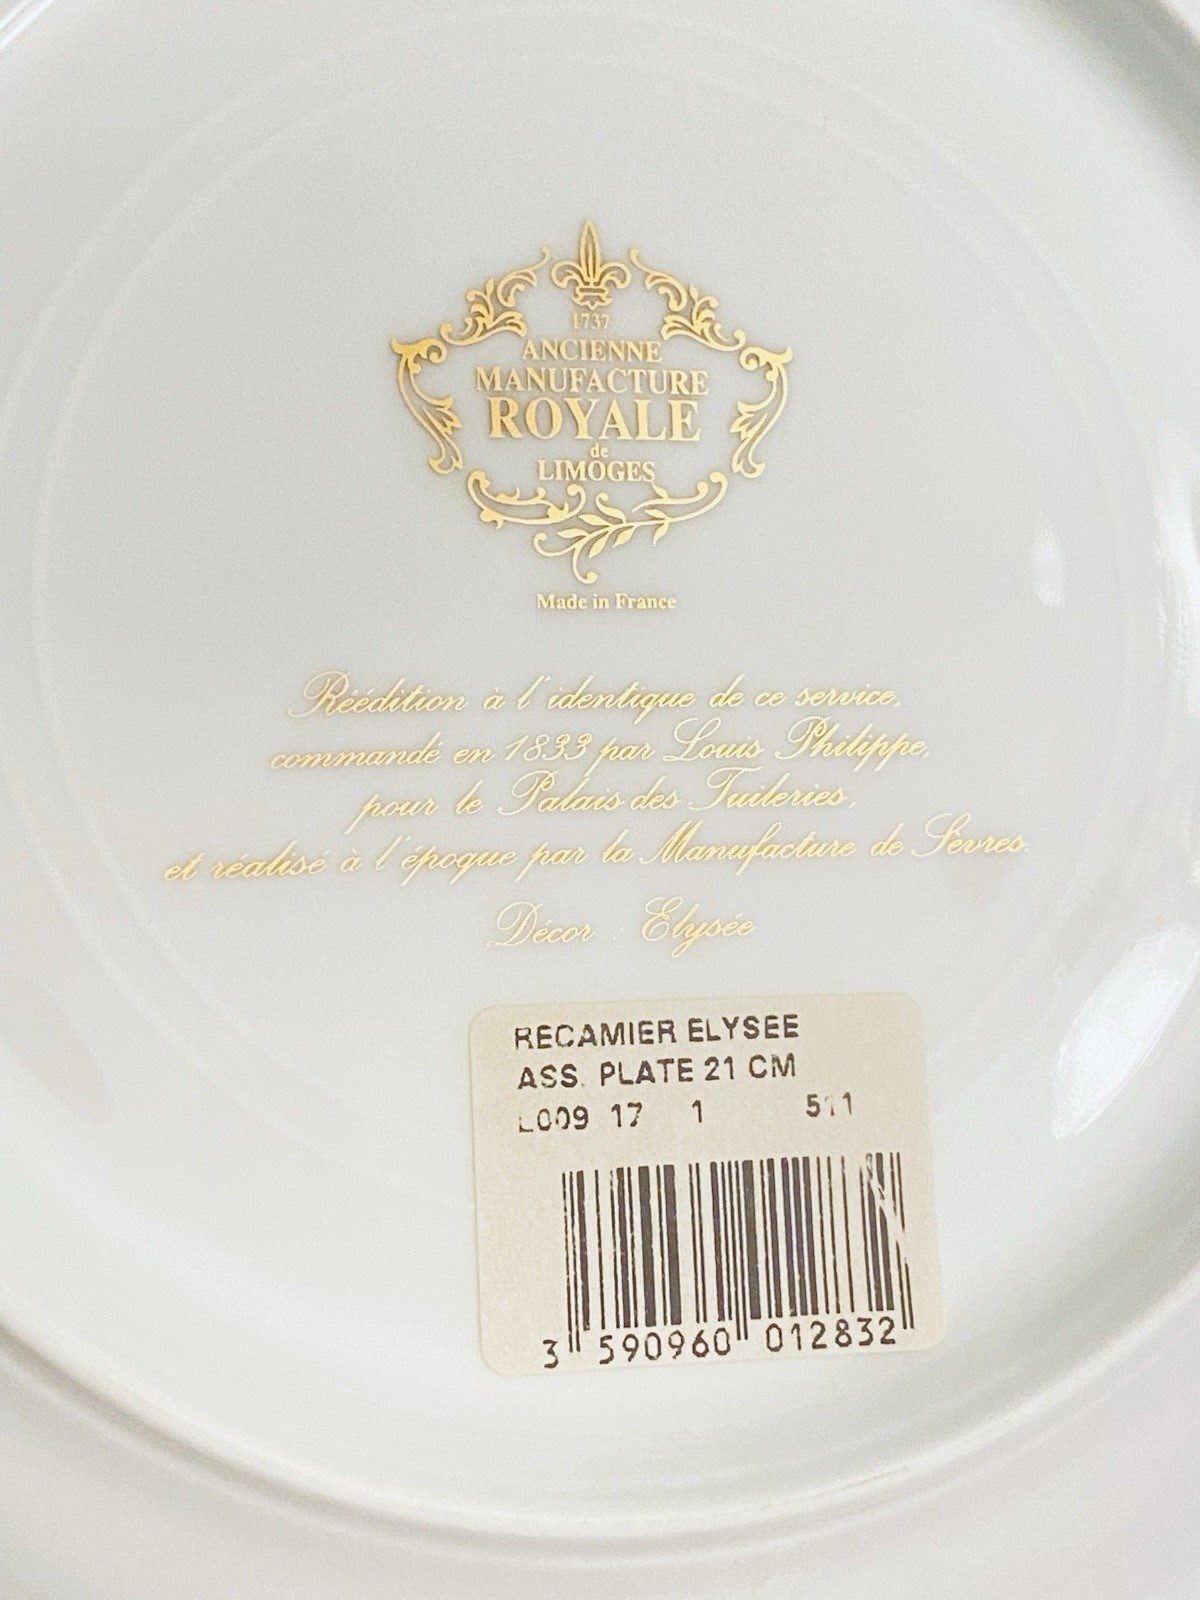 1737
ANCIENNE
MANUFACTURE
ROYALE
de
LIMOGES
Made in France
Réédition à l'identique de ce service,
commandé en 1833 par Louis Philippe,
pour le Palais des Tuileries,
et réalisé à l'époque par la Manufacture de Sèvres.
Décor : Elysée
RECAMIER ELYSEE
ASS. PLATE 21 CM
L009 17 1 511
3 590960 012832